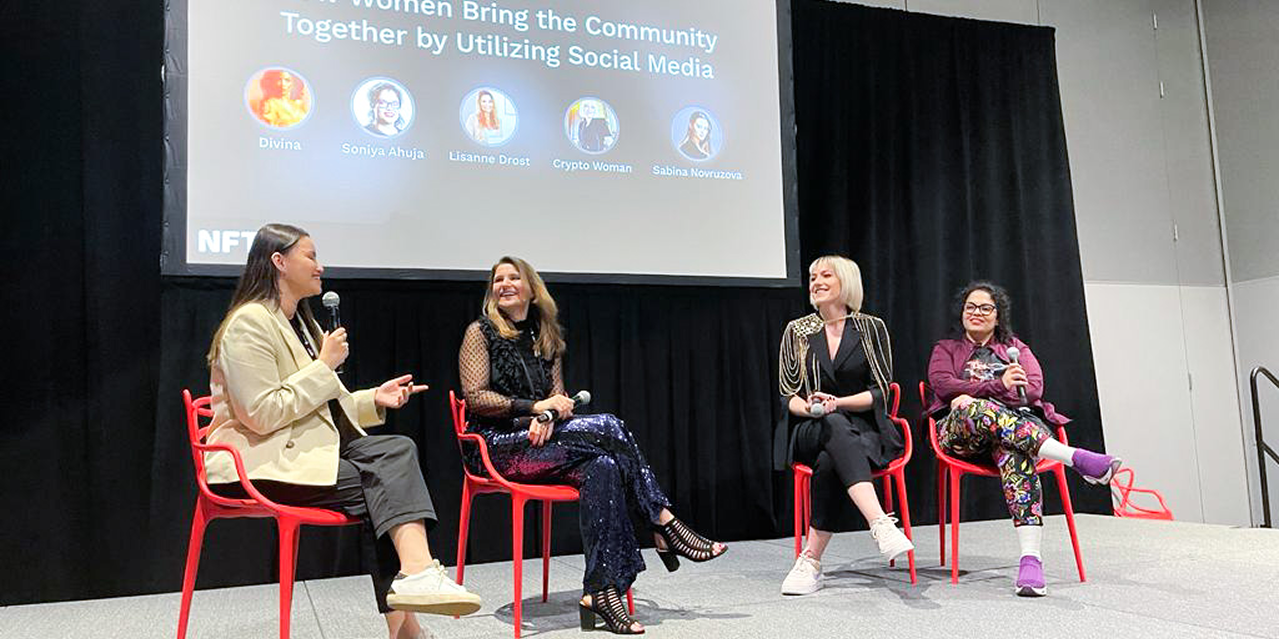 Women Bring the Community
Together by Utilizing Social Media
Divina
Soniya Ahuja
Lisanne Drost
Crypto Woman
Sabina Novruzova
NFT